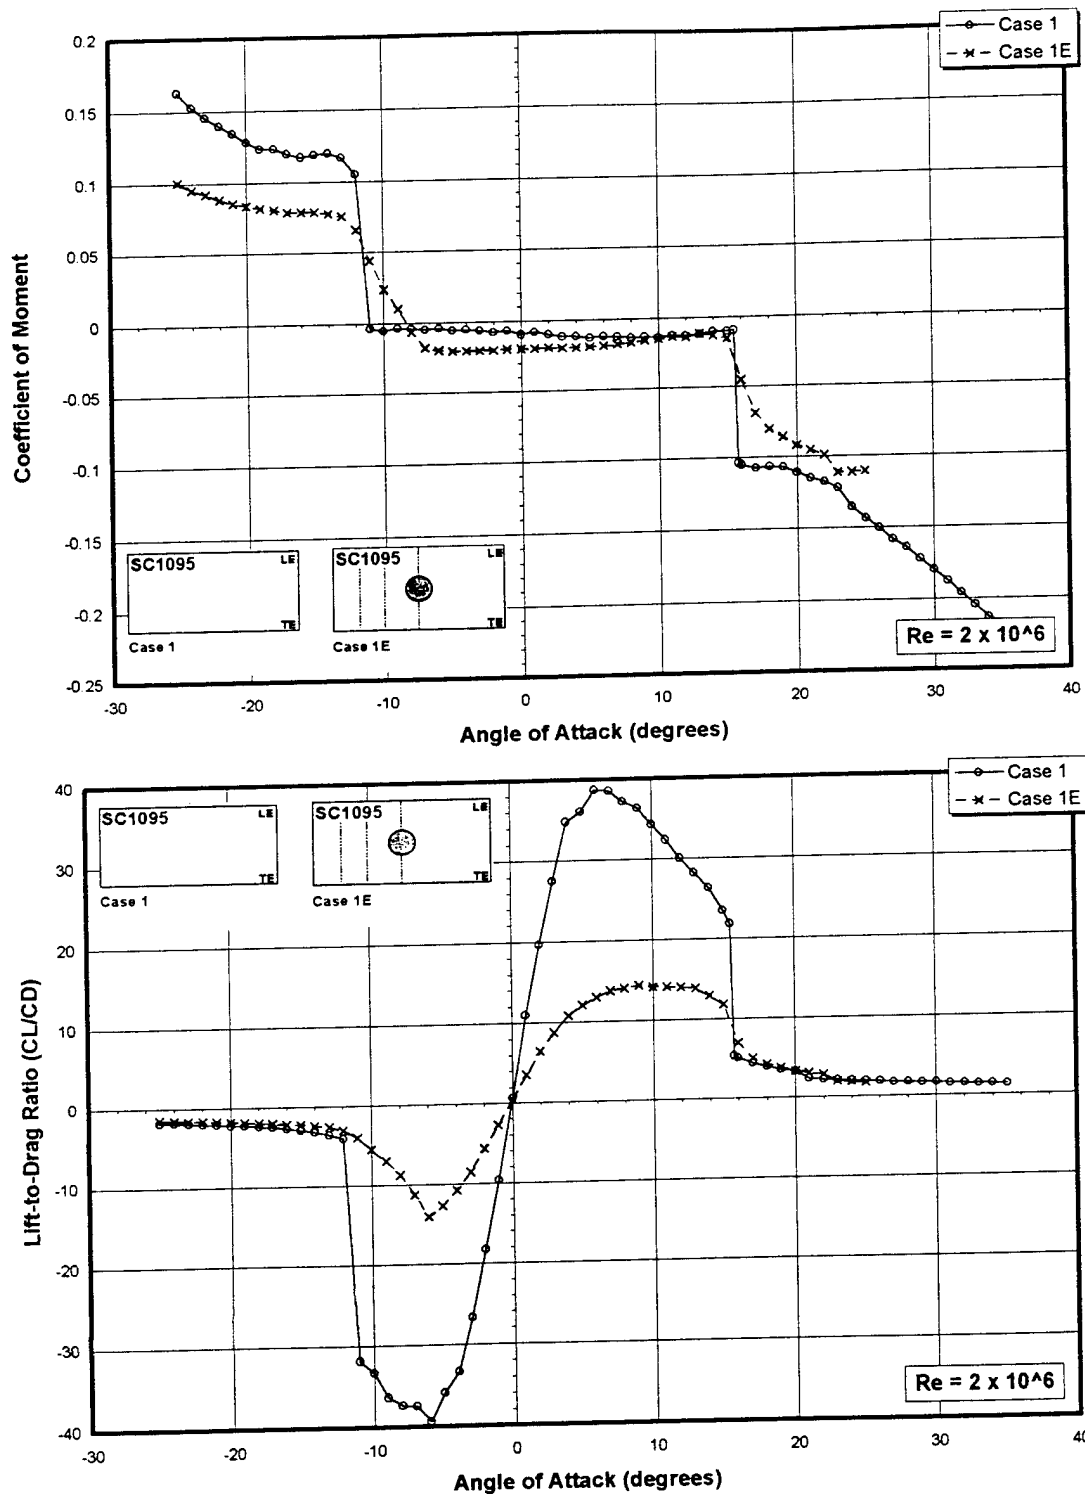 Case 1
Case 1E
0.2
0.15
0.1
0.05
0
-0.05
-0.1
-0.15
-0.2
-0.25
Coefficient of Moment
SC1095
LE
TE
Case 1
SC1095
LE
TE
Case 1E
Re = 2 x 10^6
-30
-20
-10
0
10
20
30
40
Angle of Attack (degrees)
Case 1
Case 1E
40
30
20
10
0
-10
-20
-30
-40
Lift-to-Drag Ratio (CL/CD)
SC1095
LE
TE
Case 1
SC1095
LE
TE
Case 1E
Re = 2 x 10^6
-30
-20
-10
0
10
20
30
40
Angle of Attack (degrees)